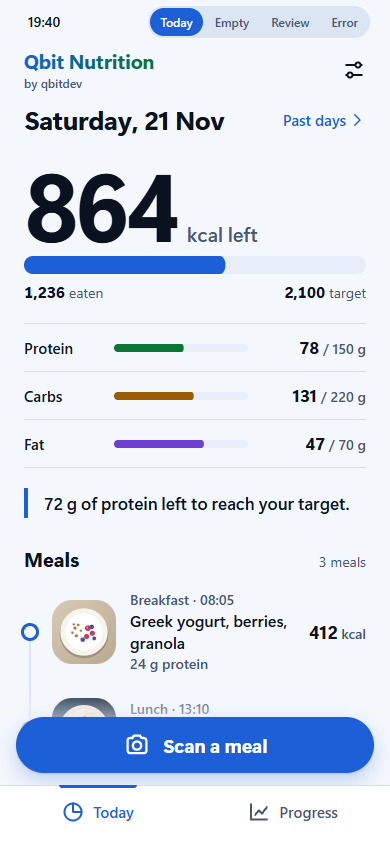 19:40
Today Empty Review Error
Qbit Nutrition
by qbitdev
Saturday, 21 Nov Past days
864 kcal left
1,236 eaten 2,100 target
Protein 78 / 150 g
Carbs 131 / 220 g
Fat 47 / 70 g
72 g of protein left to reach your target.
Meals 3 meals
Breakfast · 08:05
Greek yogurt, berries,
granola
412 kcal
24 g protein
Lunch · 13:10
Scan a meal
Today Progress